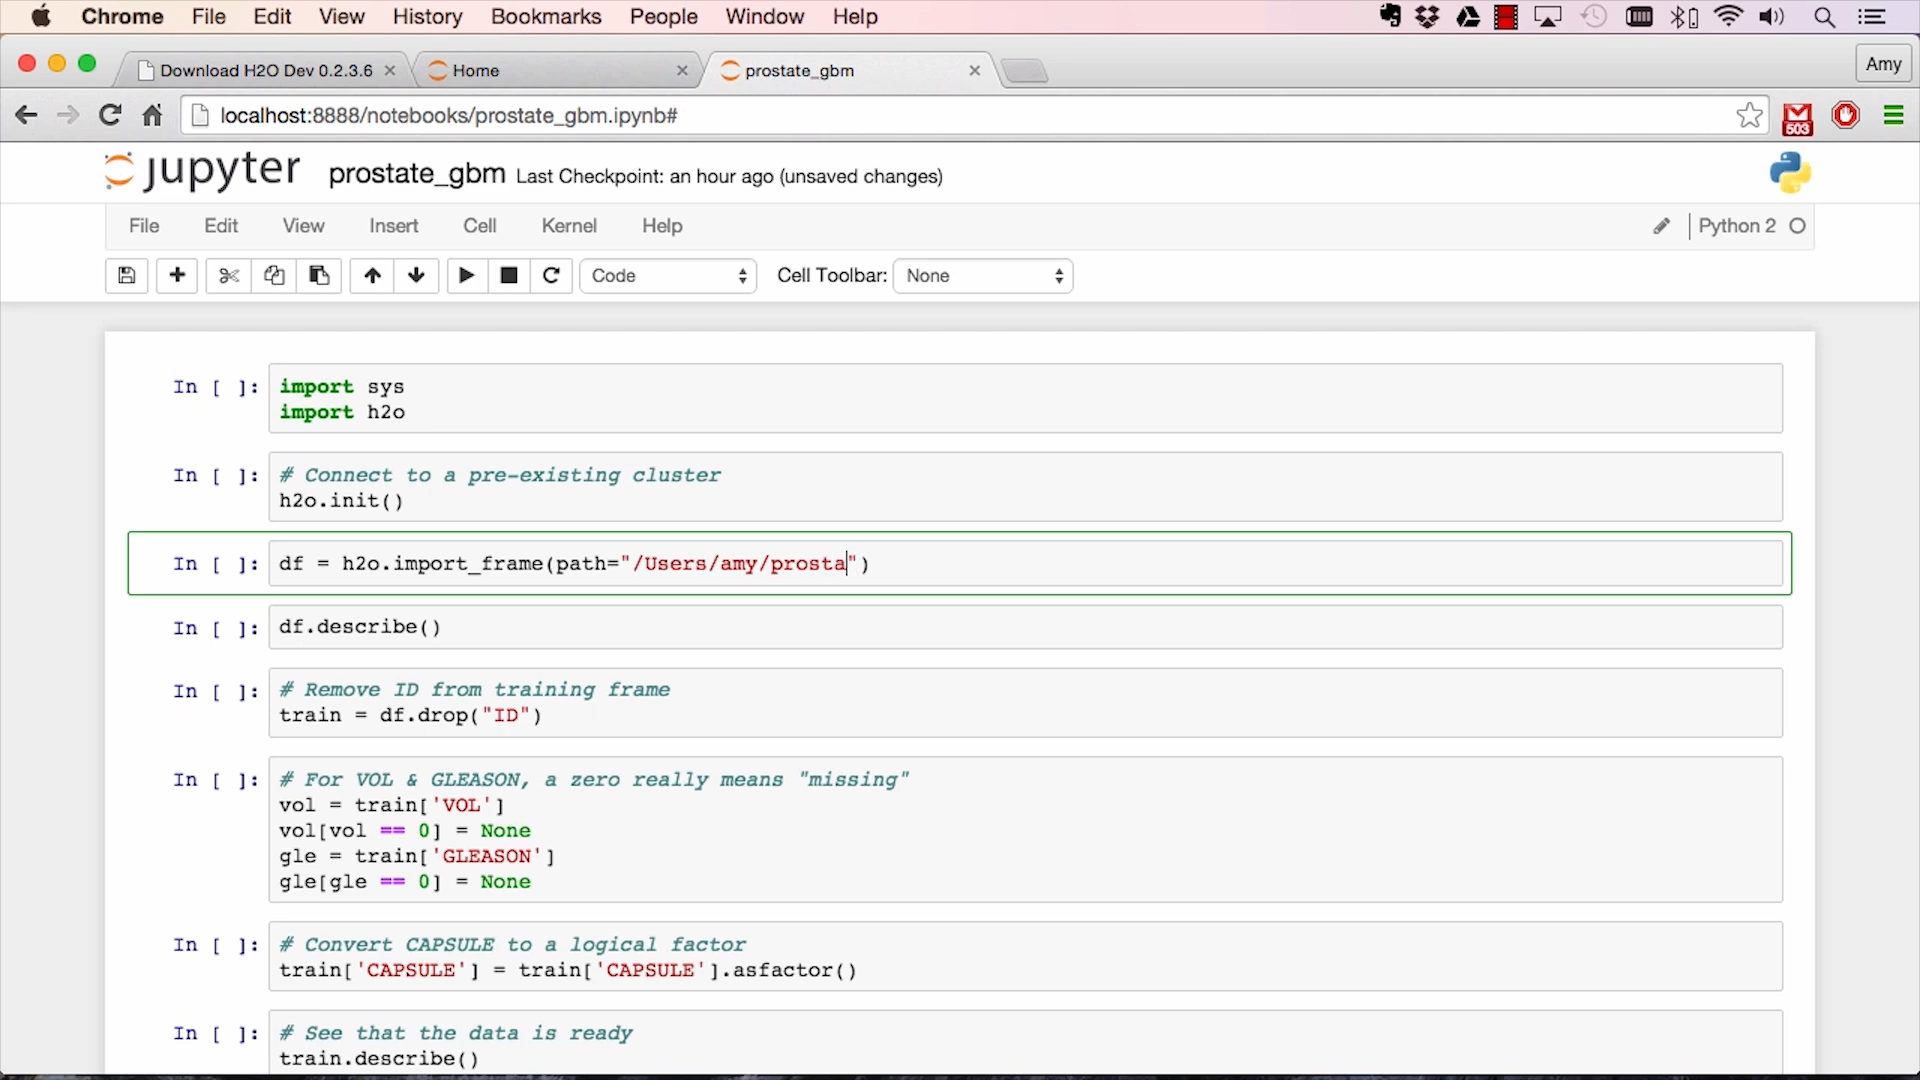 Chrome File Edit View History Bookmarks People Window Help
Download H2O Dev 0.2.3.6 Home prostate_gbm Amy
localhost:8888/notebooks/prostate_gbm.ipynb# 503
jupyter prostate_gbm Last Checkpoint: an hour ago (unsaved changes)
File Edit View Insert Cell Kernel Help Python 2
Code Cell Toolbar: None
In [ ]: import sys
import h2o
In [ ]: # Connect to a pre-existing cluster
h2o.init()
In [ ]: df = h2o.import_frame(path="/Users/amy/prosta")
In [ ]: df.describe()
In [ ]: # Remove ID from training frame
train = df.drop("ID")
In [ ]: # For VOL & GLEASON, a zero really means "missing"
vol = train['VOL']
vol[vol == 0] = None
gle = train['GLEASON']
gle[gle == 0] = None
In [ ]: # Convert CAPSULE to a logical factor
train['CAPSULE'] = train['CAPSULE'].asfactor()
In [ ]: # See that the data is ready
train.describe()